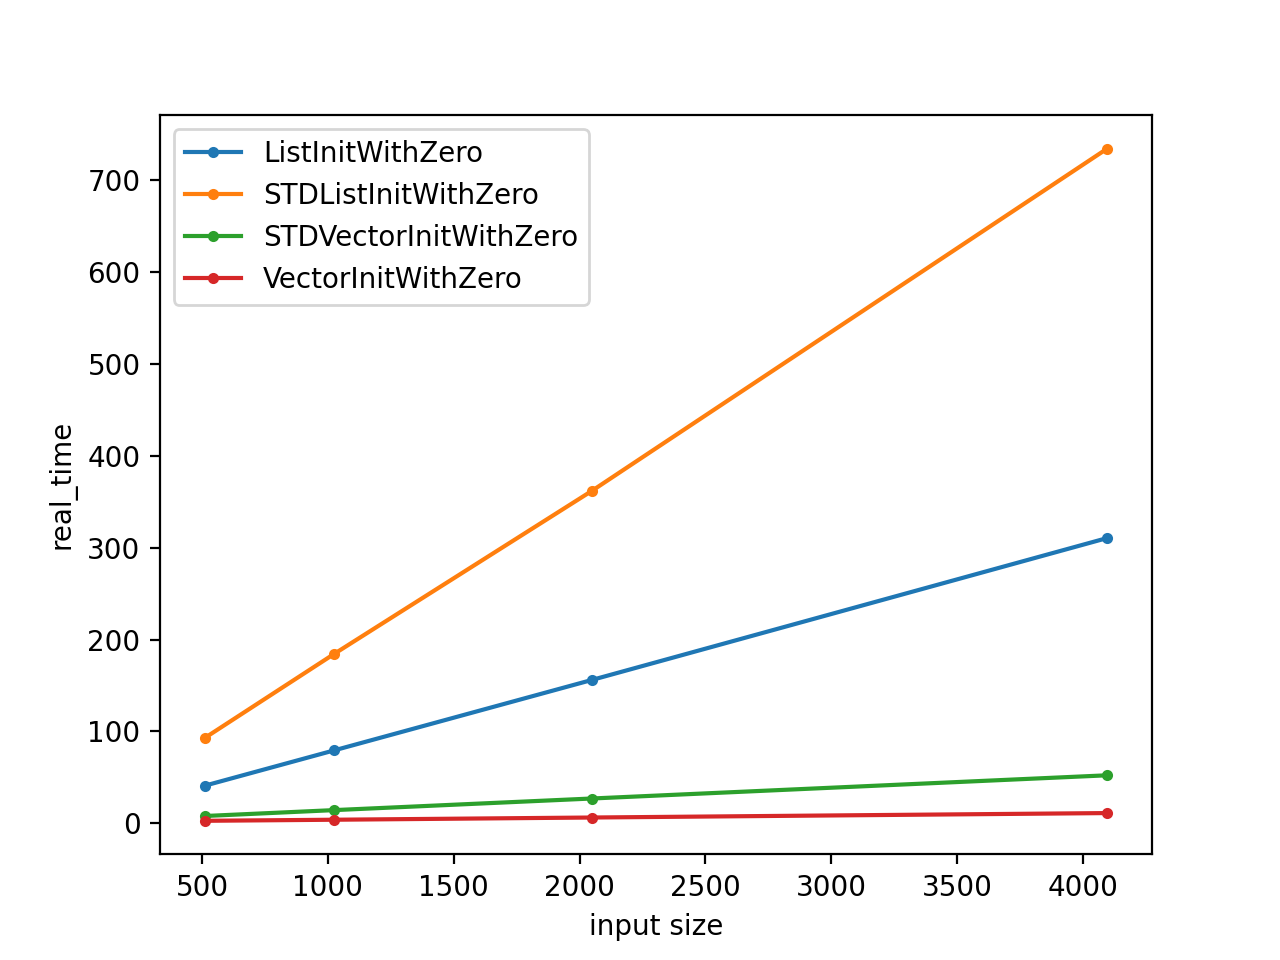 ListInitWithZero
STDListInitWithZero
STDVectorInitWithZero
VectorInitWithZero
700
600
500
400
300
200
100
0
real_time
500 1000 1500 2000 2500 3000 3500 4000
input size